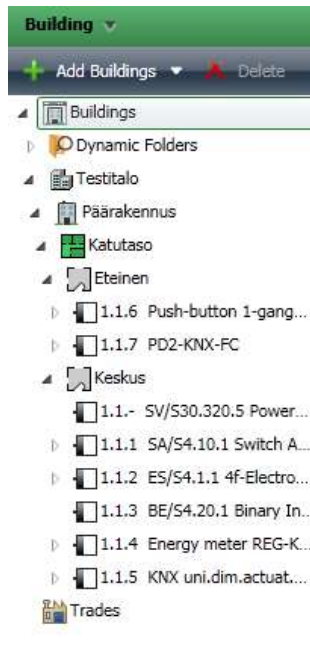 Building
Add Buildings Delete
Buildings
Dynamic Folders
Testitalo
Päärakennus
Katutaso
Eteinen
1.1.6 Push-button 1-gang...
1.1.7 PD2-KNX-FC
Keskus
1.1.- SV/S30.320.5 Power...
1.1.1 SA/S4.10.1 Switch A...
1.1.2 ES/S4.1.1 4f-Electro...
1.1.3 BE/S4.20.1 Binary In...
1.1.4 Energy meter REG-K...
1.1.5 KNX uni.dim.actuat....
Trades